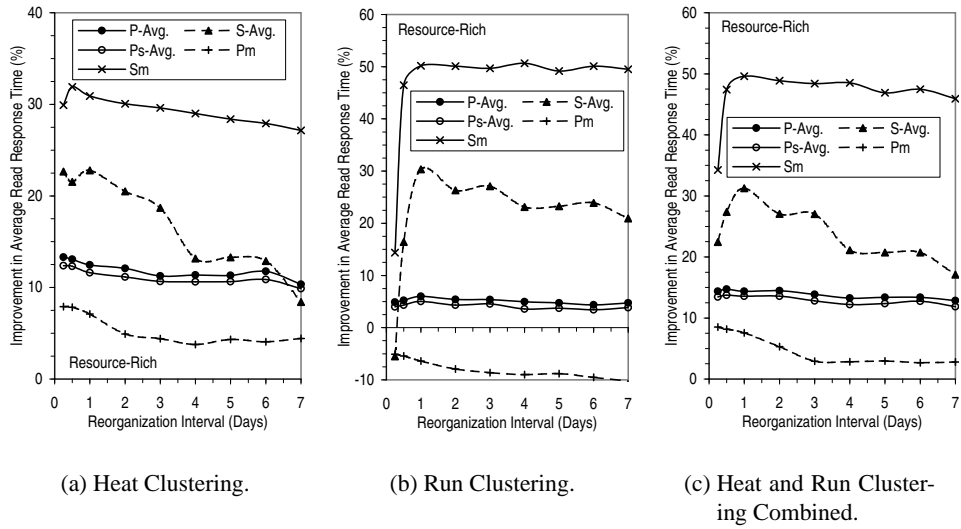 Improvement in Average Read Response Time (%)
40
30
20
10
0
P-Avg. S-Avg.
Ps-Avg. Pm
Sm
Resource-Rich
0 1 2 3 4 5 6 7
Reorganization Interval (Days)
(a) Heat Clustering.
Improvement in Average Read Response Time (%)
60
50
40
30
20
10
0
-10
Resource-Rich
P-Avg. S-Avg.
Ps-Avg. Pm
Sm
0 1 2 3 4 5 6 7
Reorganization Interval (Days)
(b) Run Clustering.
Improvement in Average Read Response Time (%)
60
50
40
30
20
10
0
Resource-Rich
P-Avg. S-Avg.
Ps-Avg. Pm
Sm
0 1 2 3 4 5 6 7
Reorganization Interval (Days)
(c) Heat and Run Cluster-
ing Combined.